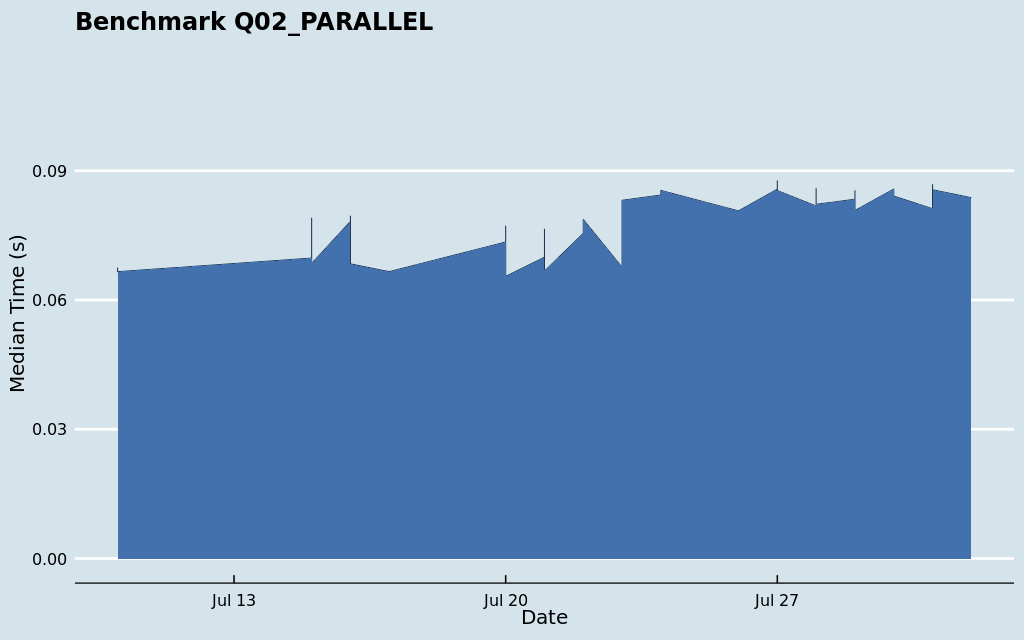 Benchmark Q02_PARALLEL
0.09
0.06
0.03
0.00
Median Time (s)
Jul 13
Jul 20
Jul 27
Date